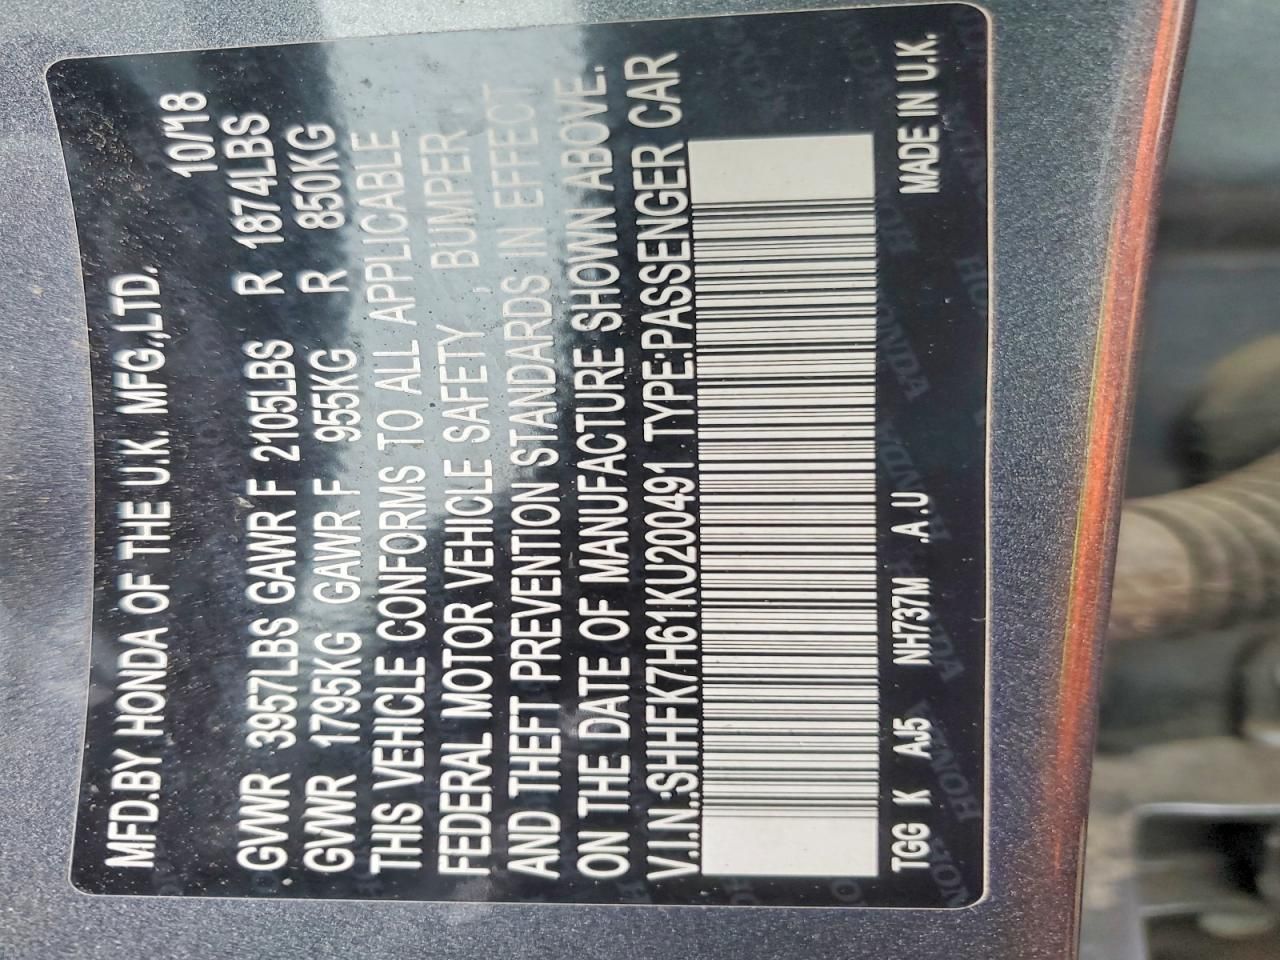 MFD.BY HONDA OF THE U.K. MFG.,LTD.
10/18
GVWR 3957LBS GAWR F 2105LBS R 1874LBS
GVWR 1795KG GAWR F 955KG R 850KG
THIS VEHICLE CONFORMS TO ALL APPLICABLE
FEDERAL MOTOR VEHICLE SAFETY , BUMPER
AND THEFT PREVENTION STANDARDS IN EFFECT
ON THE DATE OF MANUFACTURE SHOWN ABOVE.
V.I.N.:SHHFK7H61KU200491 TYPE:PASSENGER CAR
TGG K AJ5 NH737M .A.U MADE IN U.K.